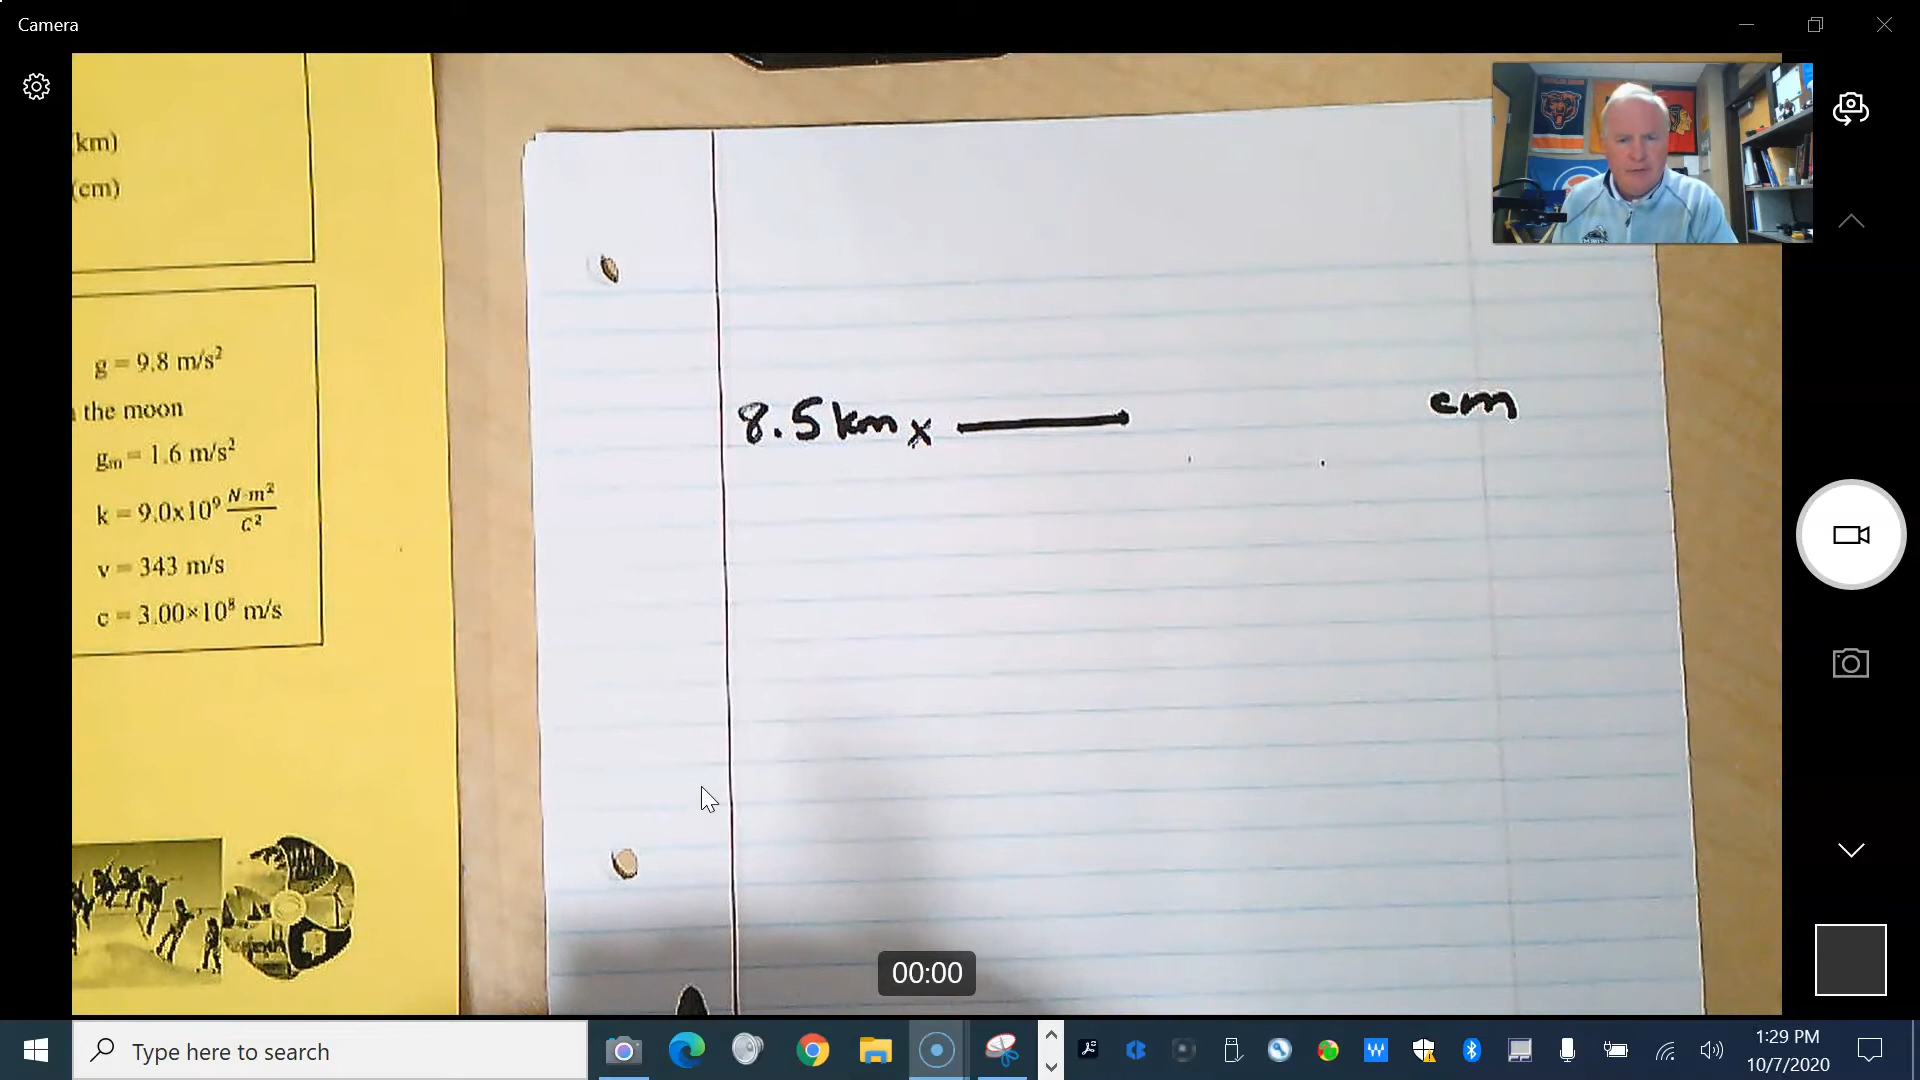 Camera
km)
(cm)
g = 9.8 m/s²
the moon
gₘ = 1.6 m/s²
k = 9.0x10⁹ N·m²/C²
v = 343 m/s
c = 3.00×10⁸ m/s
8.5 km x
cm
00:00
Type here to search
1:29 PM
10/7/2020